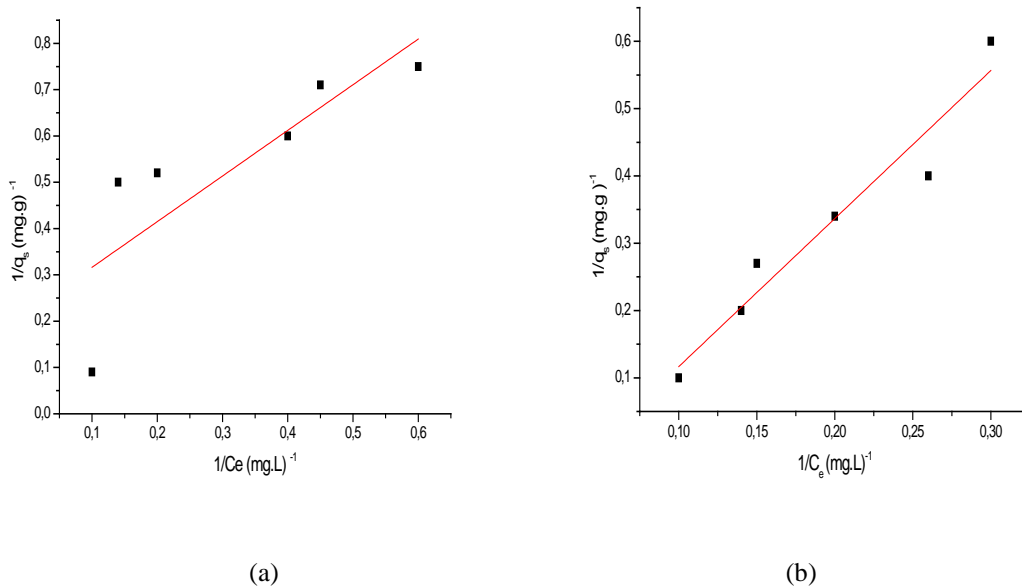 0,8
0,7
0,6
0,5
0,4
0,3
0,2
0,1
0,0
1/qₛ (mg.g)⁻¹
0,1 0,2 0,3 0,4 0,5 0,6
1/Ce (mg.L)⁻¹
(a)
0,6
0,5
0,4
0,3
0,2
0,1
1/qₛ (mg.g)⁻¹
0,10 0,15 0,20 0,25 0,30
1/Cₑ (mg.L)⁻¹
(b)